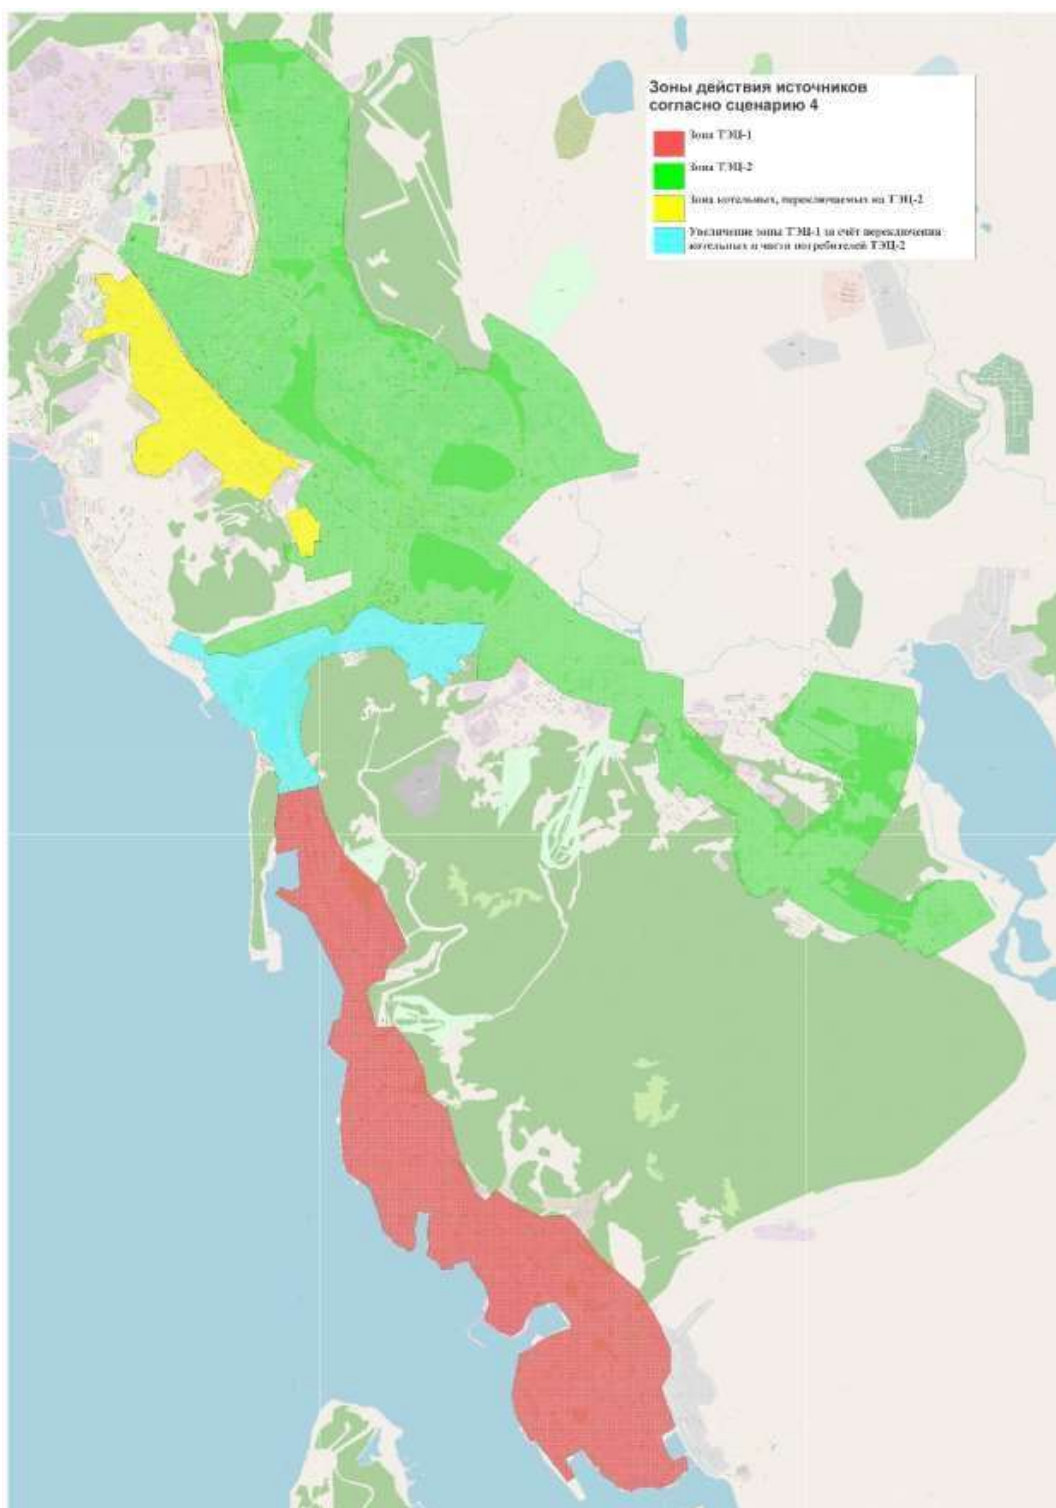 Зоны действия источников
согласно сценарию 4
Зона ТЭЦ-1
Зона ТЭЦ-2
Зона котельных, переключаемых на ТЭЦ-2
Увеличение зоны ТЭЦ-1 за счёт переключения
котельных и части потребителей ТЭЦ-2